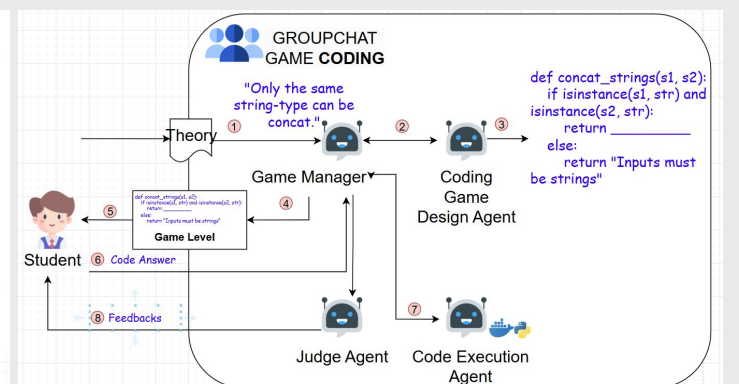 GROUPCHAT
GAME CODING
"Only the same
string-type can be
concat."
def concat_strings(s1, s2):
if isinstance(s1, str) and
isinstance(s2, str):
return _________
else:
return "Inputs must
be strings"
Theory
1
2
3
Game Manager
Coding
Game
Design Agent
4
5
def concat_strings(s1, s2):
if isinstance(s1, str) and isinstance(s2, str):
return ________
else:
return "Inputs must be strings"
Game Level
Student
6 Code Answer
7
8 Feedbacks
Judge Agent
Code Execution
Agent